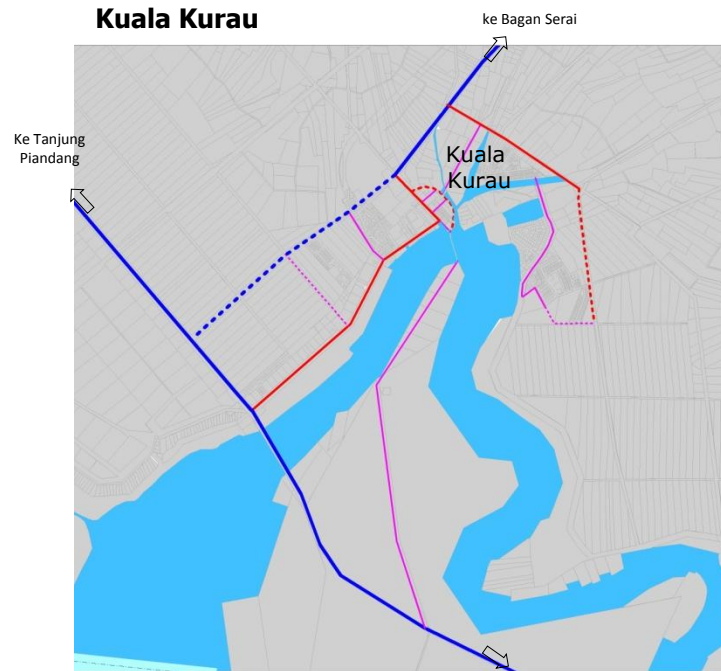 Kuala Kurau
ke Bagan Serai
Ke Tanjung
Piandang
Kuala
Kurau